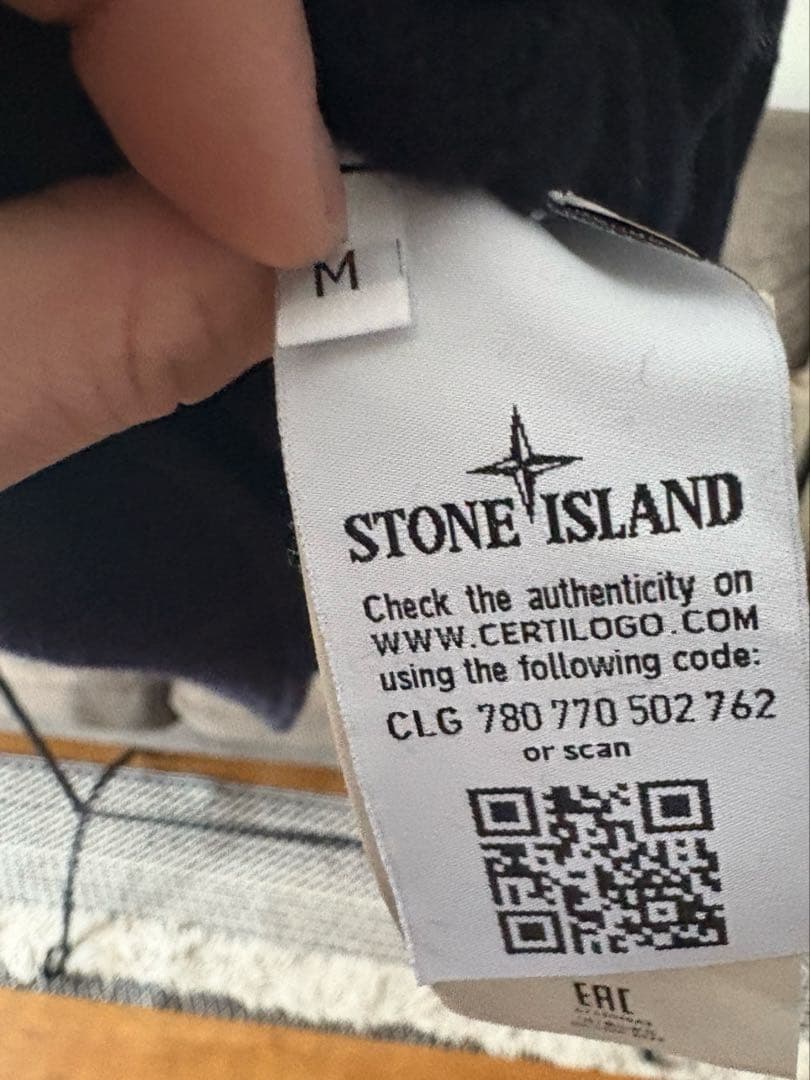 M
STONE ISLAND
Check the authenticity on
WWW.CERTILOGO.COM
using the following code:
CLG 780 770 502 762
or scan
EAC